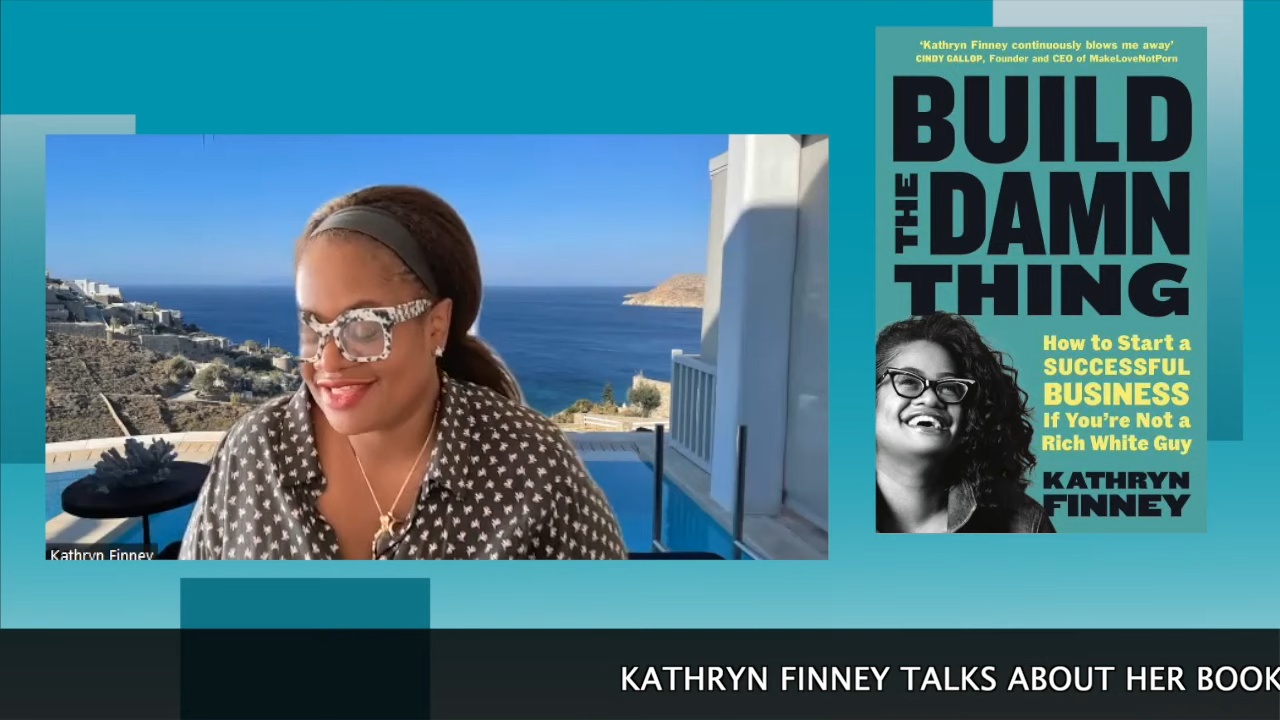 'Kathryn Finney continuously blows me away'
CINDY GALLOP, Founder and CEO of MakeLoveNotPorn
BUILD
THE DAMN
THING
How to Start a
SUCCESSFUL
BUSINESS
If You're Not a
Rich White Guy
KATHRYN
FINNEY
Kathryn Finney
KATHRYN FINNEY TALKS ABOUT HER BOOK